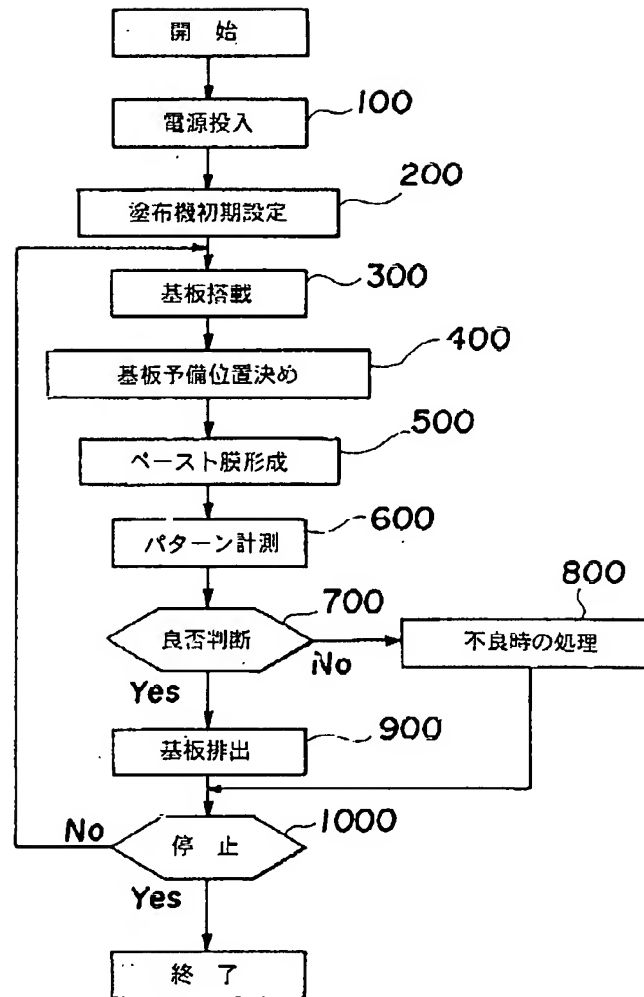 開 始
電源投入
100
塗布機初期設定
200
基板搭載
300
基板予備位置決め
400
ペースト膜形成
500
パターン計測
600
良否判断
700
No
不良時の処理
800
Yes
基板排出
900
停 止
1000
No
Yes
終 了